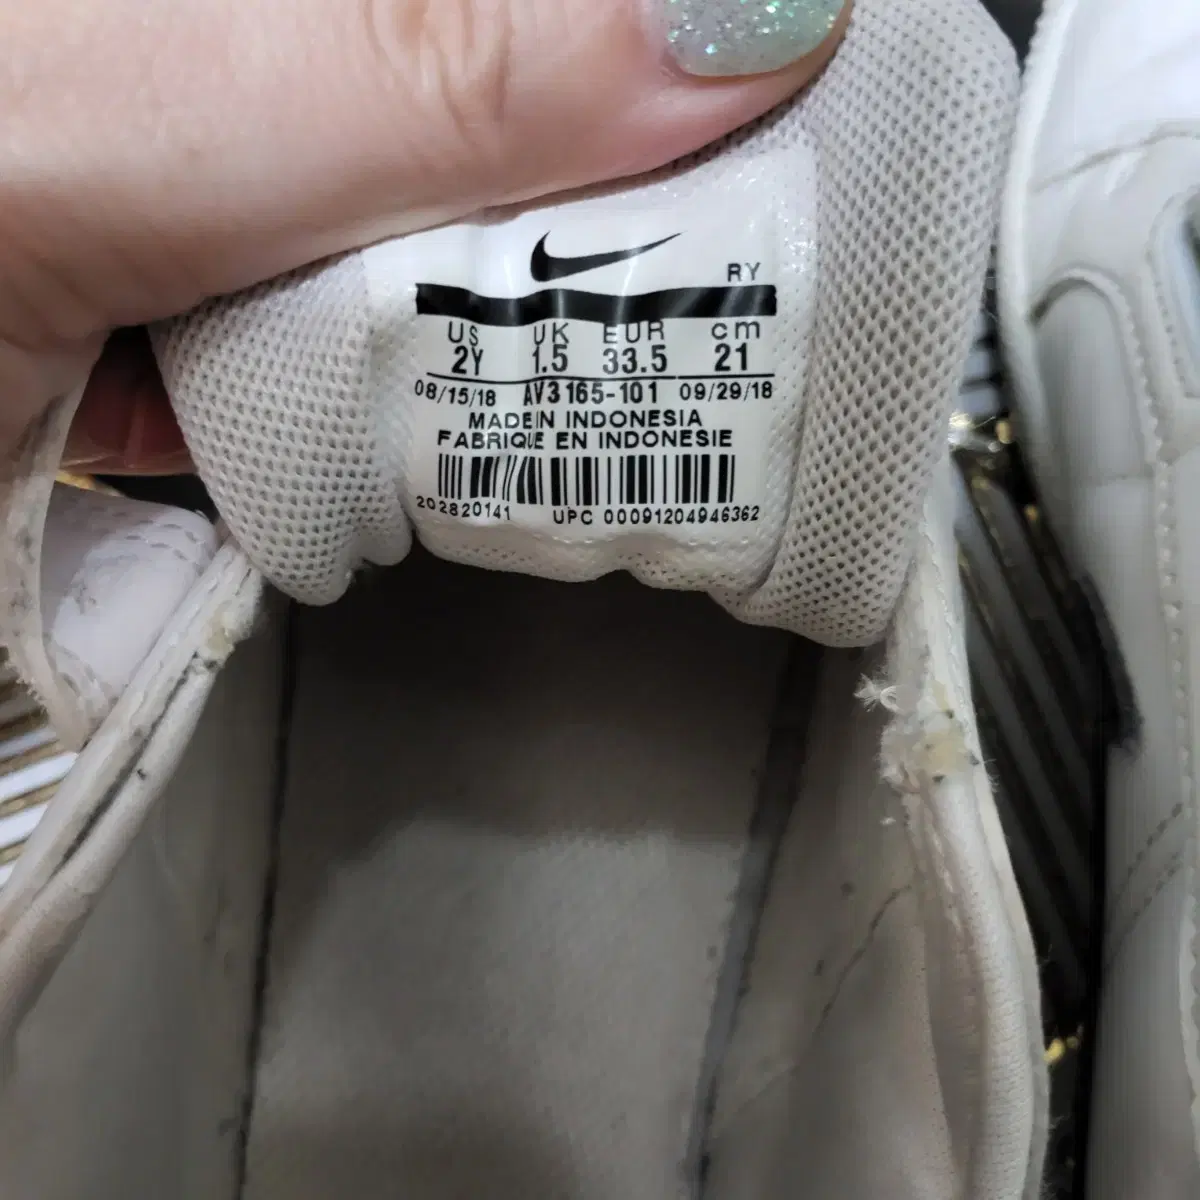 RY
US UK EUR cm
2Y 1.5 33.5 21
08/15/18 AV3165-101 09/29/18
MADE IN INDONESIA
FABRIQUE EN INDONESIE
202820141 UPC 00091204946362